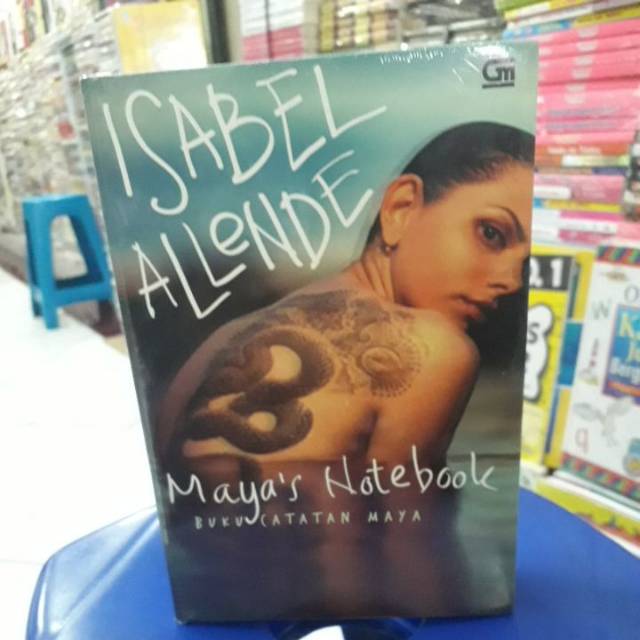 Gm
ISABEL
ALLENDE
Maya's Notebook
BUKU CATATAN MAYA